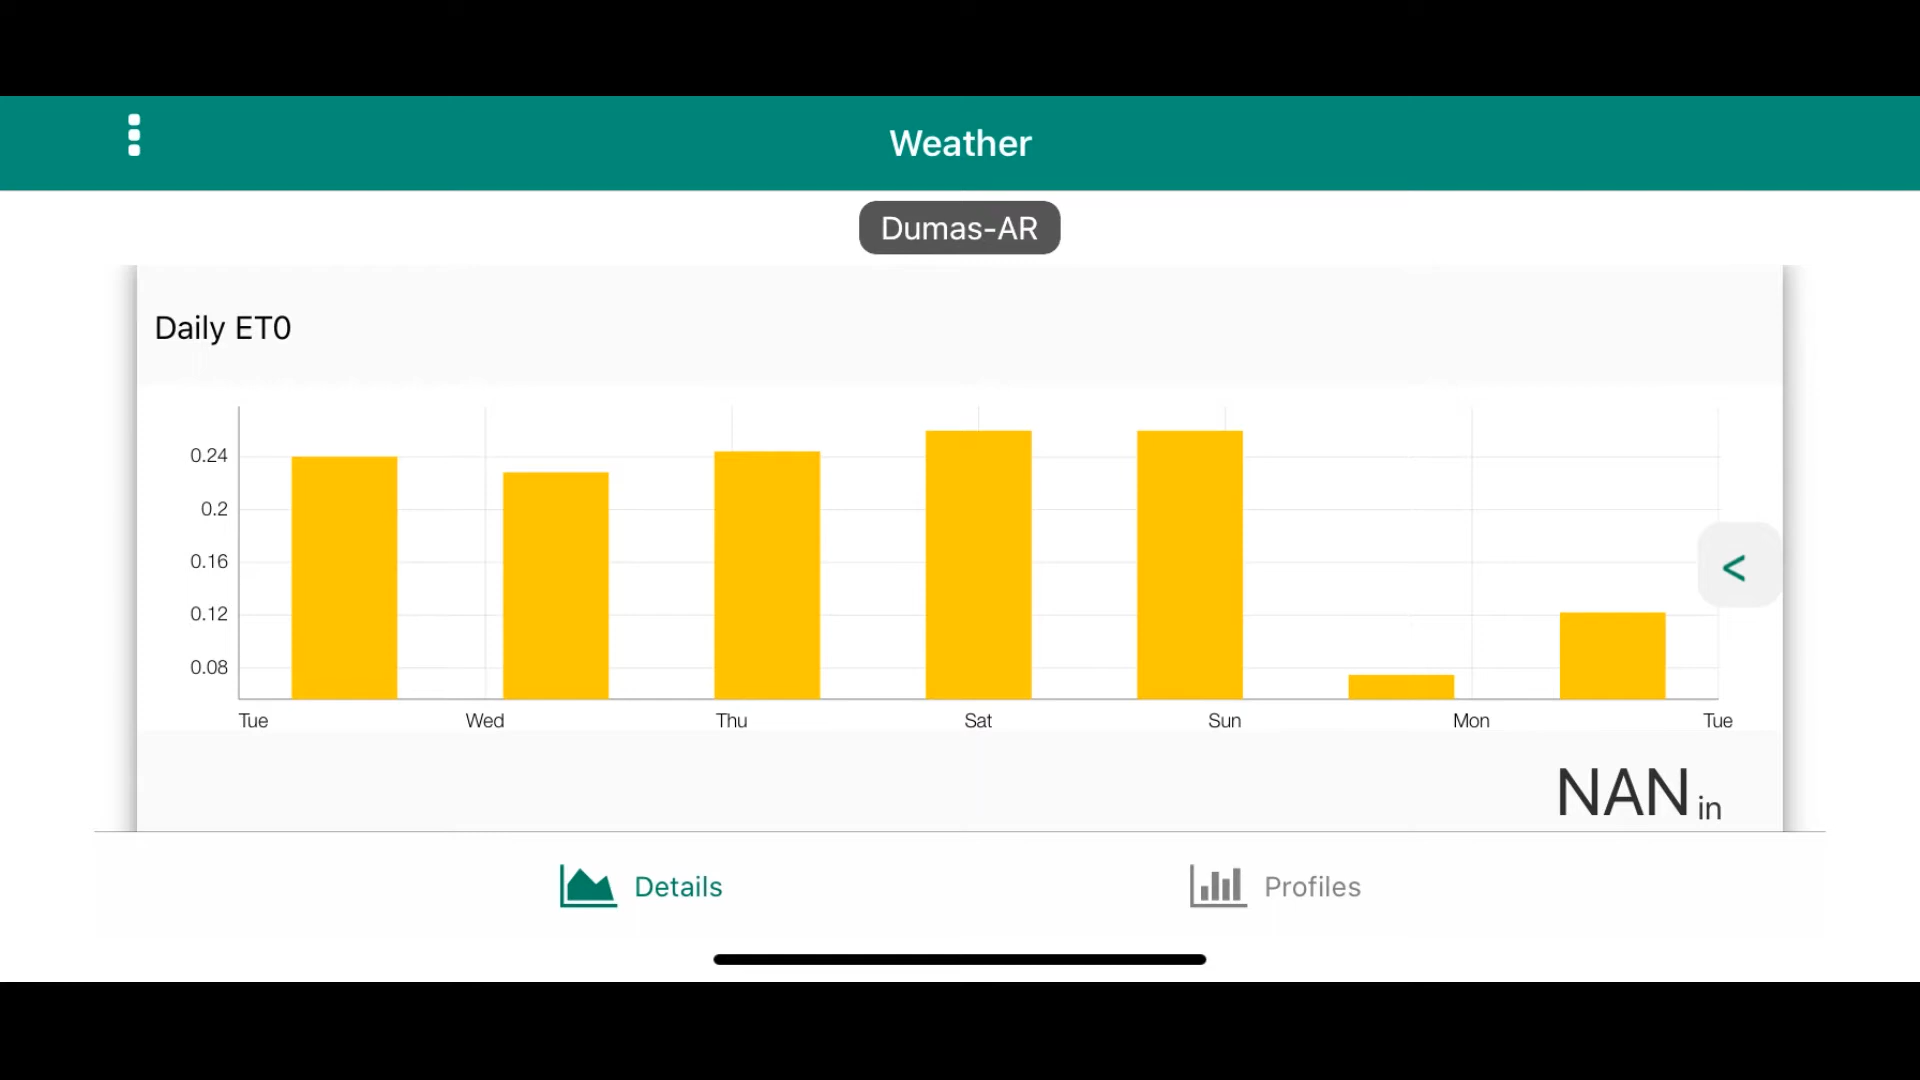 Weather
Dumas-AR
Daily ET0
0.24
0.2
0.16
0.12
0.08
Tue Wed Thu Sat Sun Mon Tue
<
NAN in
Details Profiles